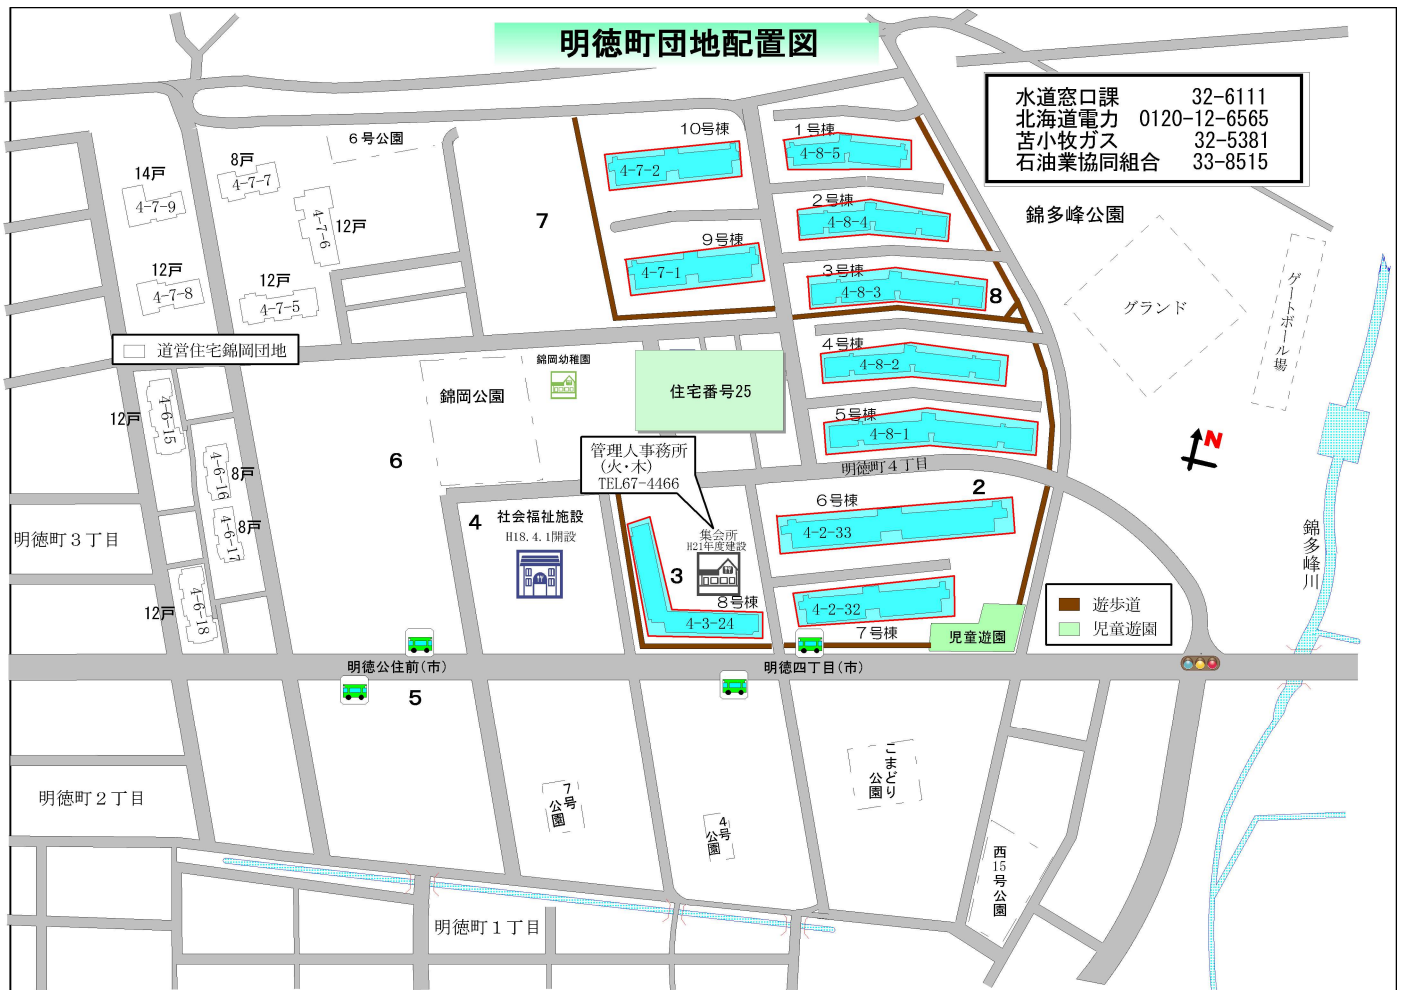 明徳町団地配置図
水道窓口課 32-6111
北海道電力 0120-12-6565
苫小牧ガス 32-5381
石油業協同組合 33-8515
6号公園
10号棟
4-7-2
1号棟
4-8-5
14戸
4-7-9
8戸
4-7-7
4-7-6
12戸
7
2号棟
4-8-4
錦多峰公園
9号棟
4-7-1
12戸
4-7-8
12戸
4-7-5
3号棟
4-8-3
8
グランド
ゲートボール場
道営住宅錦岡団地
錦岡幼稚園
錦岡公園
住宅番号25
4号棟
4-8-2
5号棟
4-8-1
12戸
4-6-15
4-6-16
8戸
4-6-17
8戸
12戸
4-6-18
6
管理人事務所
(火・木)
TEL67-4466
明徳町4丁目
N
2
6号棟
4-2-33
4
社会福祉施設
H18.4.1開設
集会所
H21年度建設
3
8号棟
4-3-24
4-2-32
7号棟
児童遊園
明徳町3丁目
錦多峰川
遊歩道
児童遊園
明徳公住前(市)
明徳四丁目(市)
5
明徳町2丁目
7号
公園
4号
公園
こまどり
公園
西15号公園
明徳町1丁目